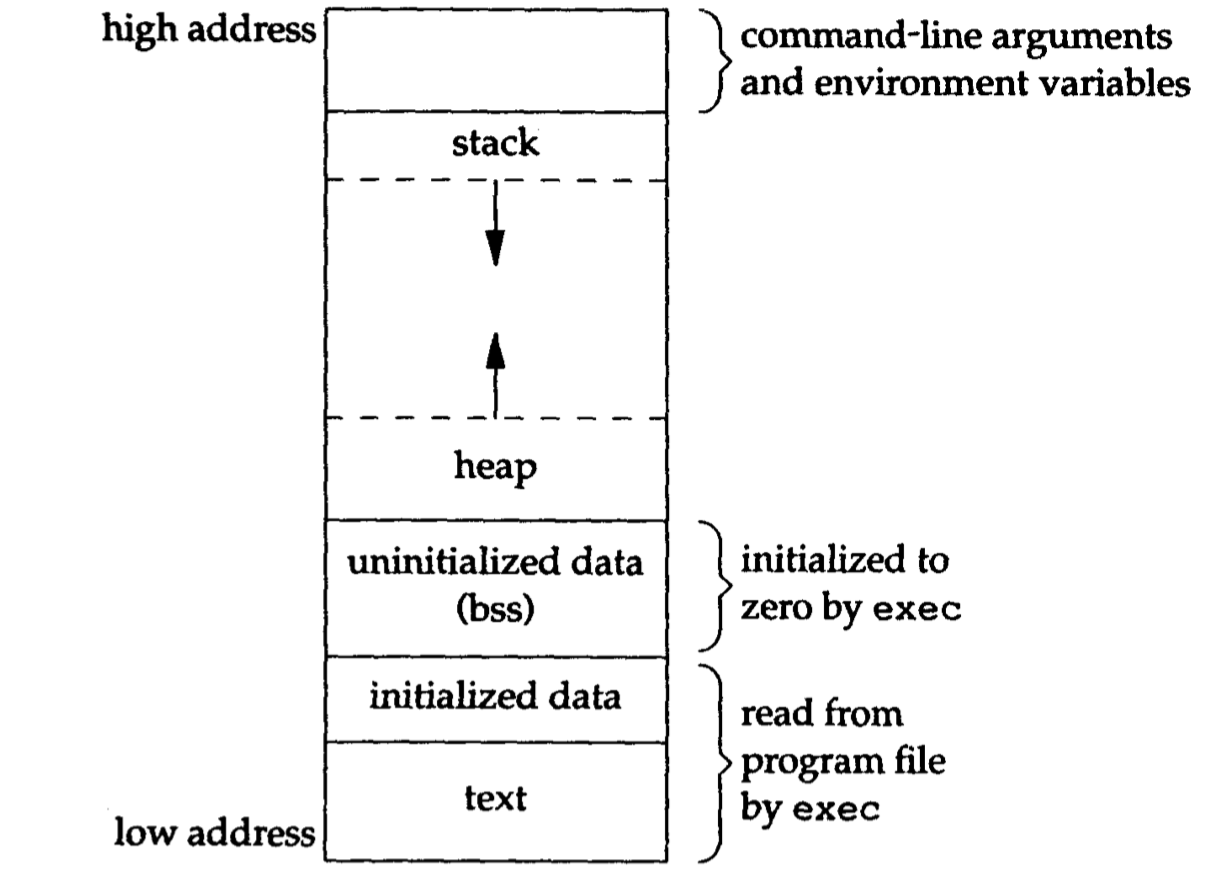 high address
command-line arguments
and environment variables
stack
heap
uninitialized data
(bss)
initialized to
zero by exec
initialized data
read from
program file
by exec
text
low address